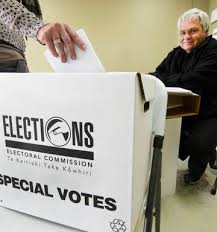 ELECTIONS
ELECTORAL COMMISSION
Te Kaitiaki Take Kōwhiri
SPECIAL VOTES